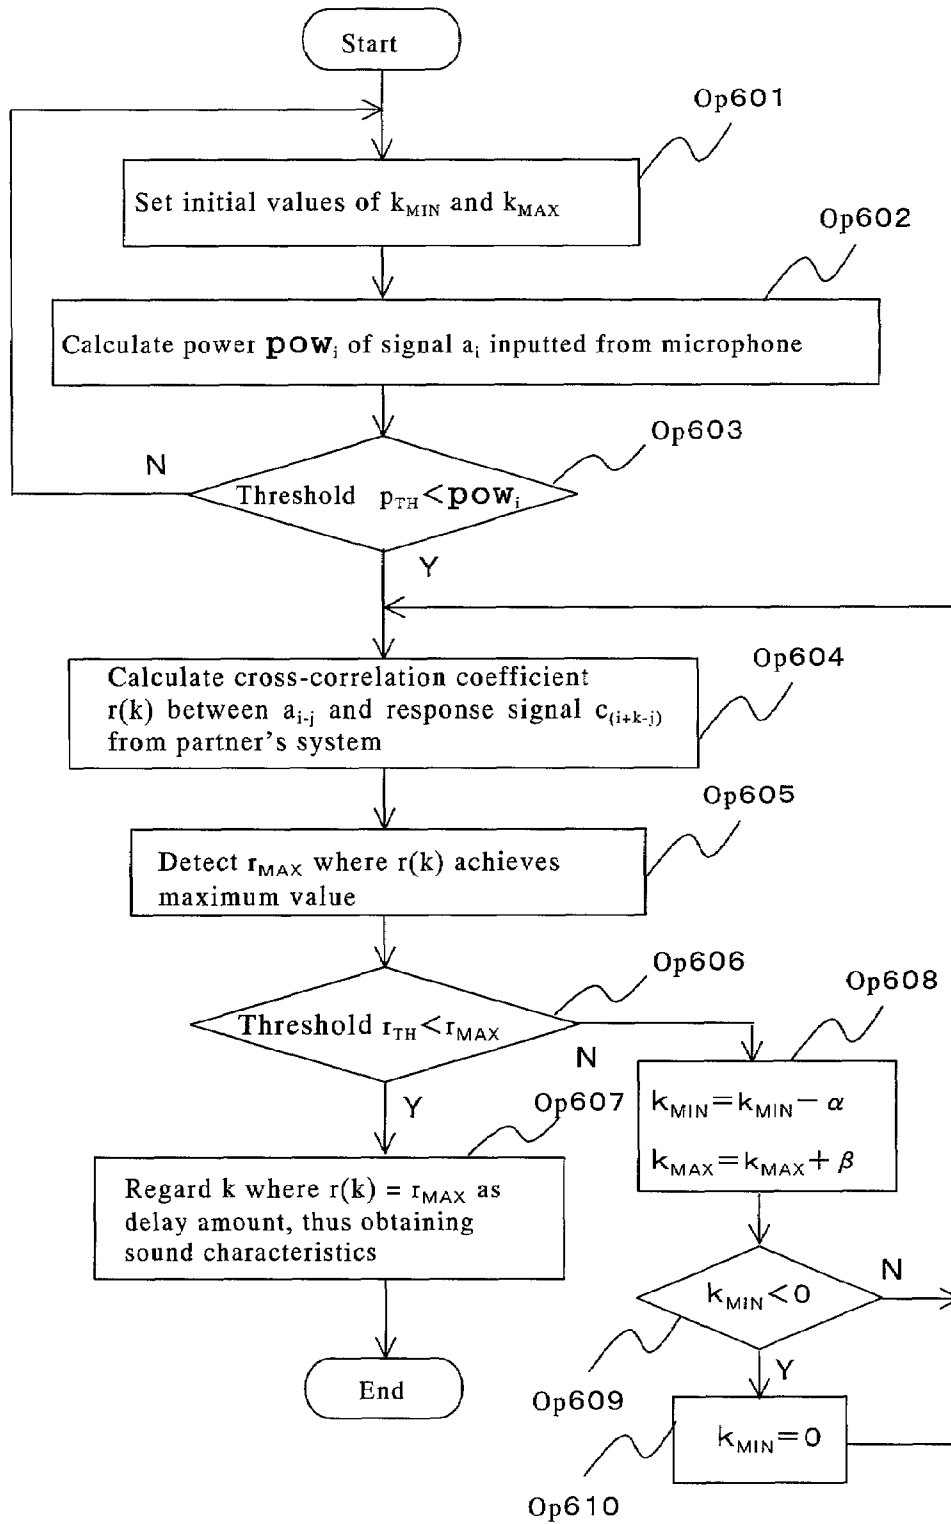 Start
Op601
Set initial values of kMIN and kMAX
Op602
Calculate power powi of signal ai inputted from microphone
Op603
N
Threshold pTH<powi
Y
Op604
Calculate cross-correlation coefficient
r(k) between ai-j and response signal c(i+k-j)
from partner's system
Op605
Detect rMAX where r(k) achieves
maximum value
Op606
Threshold rTH<rMAX
N
Op608
kMIN=kMIN-α
kMAX=kMAX+β
Y
Op607
Regard k where r(k) = rMAX as
delay amount, thus obtaining
sound characteristics
kMIN<0
N
Op609
Y
End
kMIN=0
Op610